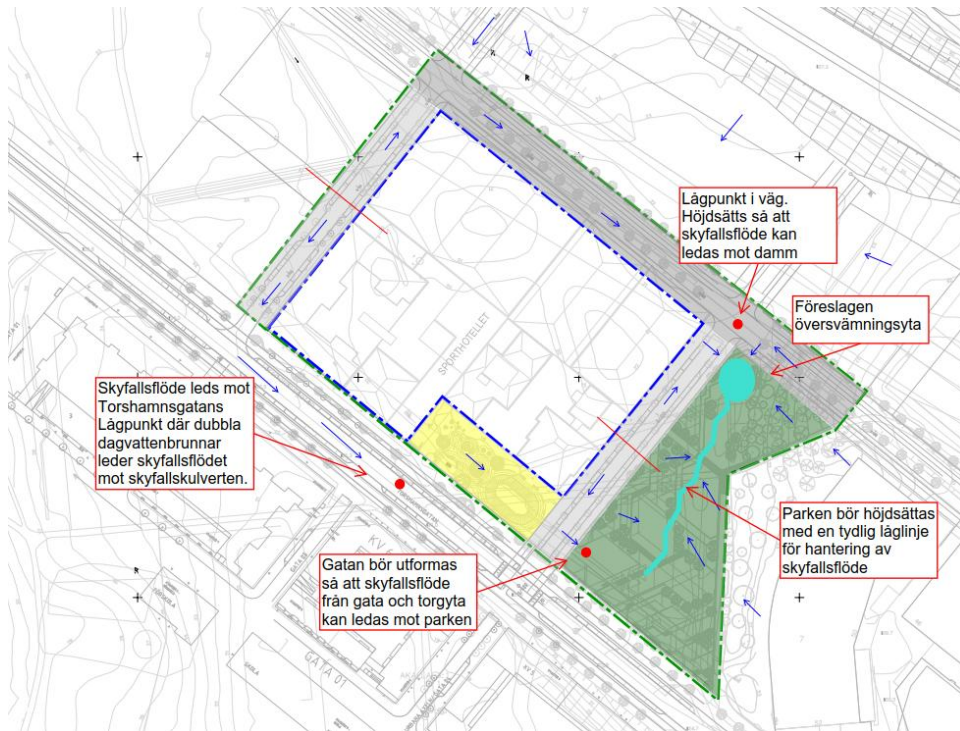 Lågpunkt i väg.
Höjdsätts så att
skyfallsflöde kan
ledas mot damm
Föreslagen
översvämningsyta
SPORTHOTELLET
Skyfallsflöde leds mot
Torshamnsgatans
Lågpunkt där dubbla
dagvattenbrunnar
leder skyfallsflödet
mot skyfallskulverten.
Parken bör höjdsättas
med en tydlig låglinje
för hantering av
skyfallsflöde
Gatan bör utformas
så att skyfallsflöde
från gata och torgyta
kan ledas mot parken
GATA 01